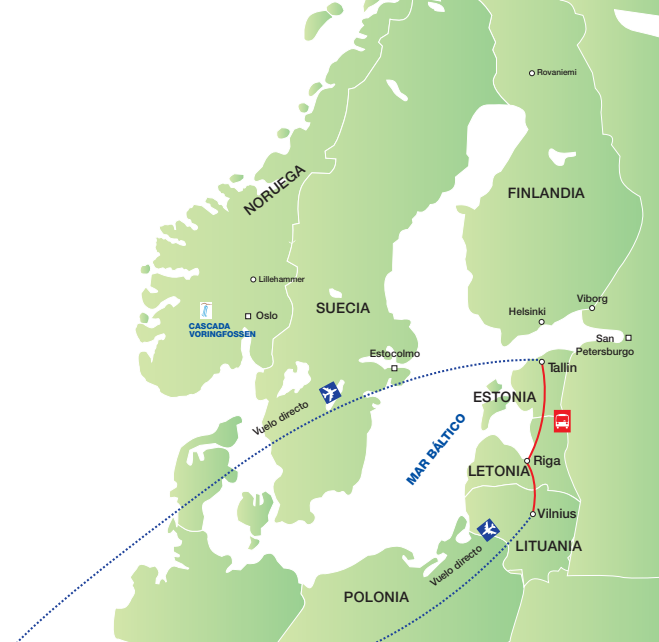 Rovaniemi
NORUEGA
FINLANDIA
Lillehammer
SUECIA
Oslo
CASCADA
VORINGFOSSEN
Helsinki
Viborg
San
Petersburgo
Estocolmo
Tallin
ESTONIA
Vuelo directo
MAR BÁLTICO
Riga
LETONIA
Vilnius
LITUANIA
Vuelo directo
POLONIA